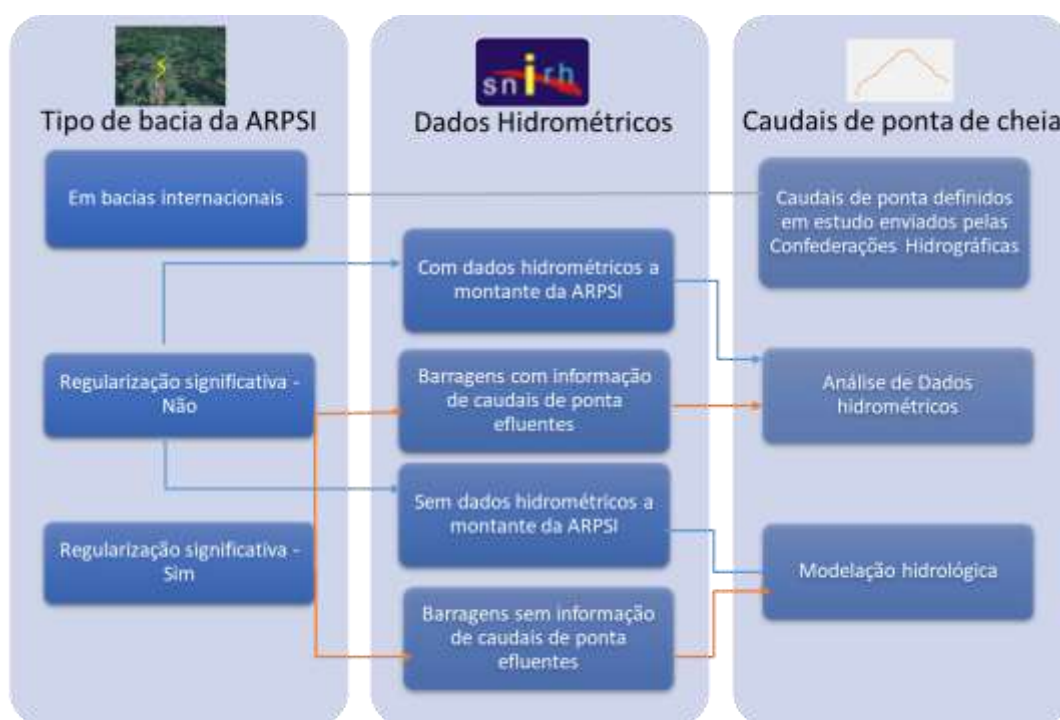 snirh
Tipo de bacia da ARPSI
Dados Hidrométricos
Caudais de ponta de cheia
Em bacias internacionais
Regularização significativa -
Não
Regularização significativa -
Sim
Com dados hidrométricos a
montante da ARPSI
Barragens com informação
de caudais de ponta
efluentes
Sem dados hidrométricos a
montante da ARPSI
Barragens sem informação
de caudais de ponta
efluentes
Caudais de ponta definidos
em estudo enviados pelas
Confederações Hidrográficas
Análise de Dados
hidrométricos
Modelação hidrológica